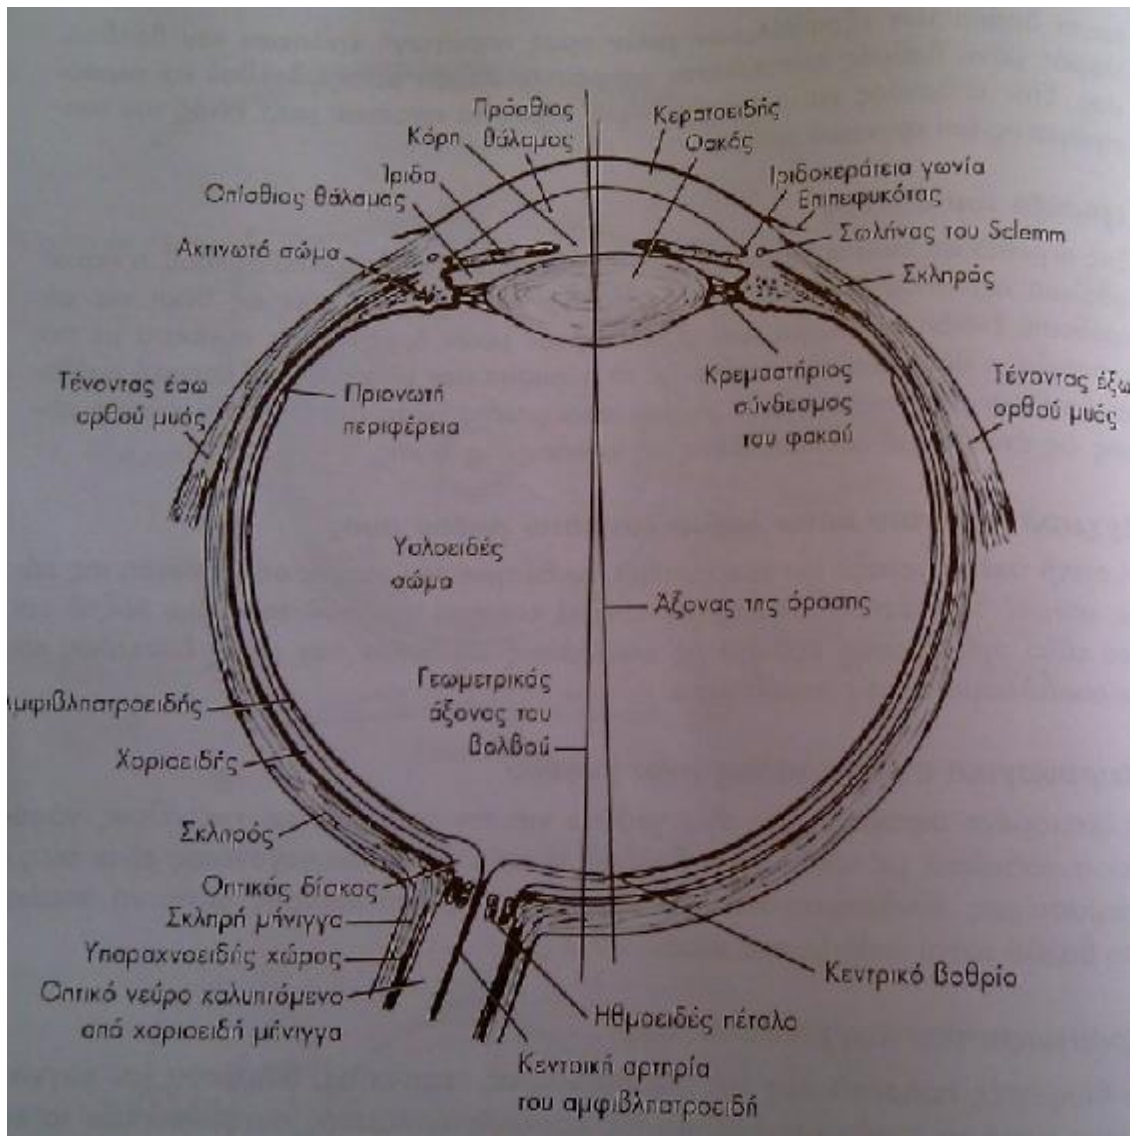 Πρόσθιος
θάλαμος
Κόρη
Ίριδα
Οπίσθιος θάλαμος
Ακτινωτό σώμα
Κερατοειδής
Φακός
Ιριδοκεράτεια γωνία
Επιπεφυκότας
Σωλήνας του Sclemm
Σκληρός
Τένοντας έσω
ορθού μυός
Πριονωτή
περιφέρεια
Κρεμαστήριος
σύνδεσμος
του φακού
Τένοντας έξω
ορθού μυός
Υαλοειδές
σώμα
Άξονας της όρασης
Γεωμετρικός
άξονας του
βολβού
Αμφιβληστροειδής
Χοριοειδής
Σκληρός
Οπτικός δίσκος
Σκληρή μήνιγγα
Υπαραχνοειδής χώρος
Οπτικό νεύρο καλυπτόμενο
από χοριοειδή μήνιγγα
Κεντρικό βοθρίο
Ηθμοειδές πέταλο
Κεντρική αρτηρία
του αμφιβληστροειδή